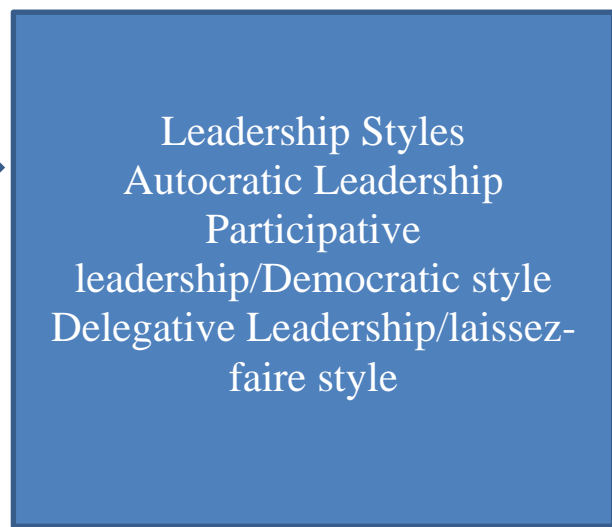 Leadership Styles
Autocratic Leadership
Participative
leadership/Democratic style
Delegative Leadership/laissez-
faire style